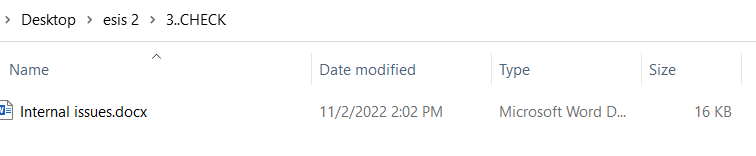 Desktop > esis 2 > 3..CHECK
Name Date modified Type Size
Internal issues.docx 11/2/2022 2:02 PM Microsoft Word D... 16 KB